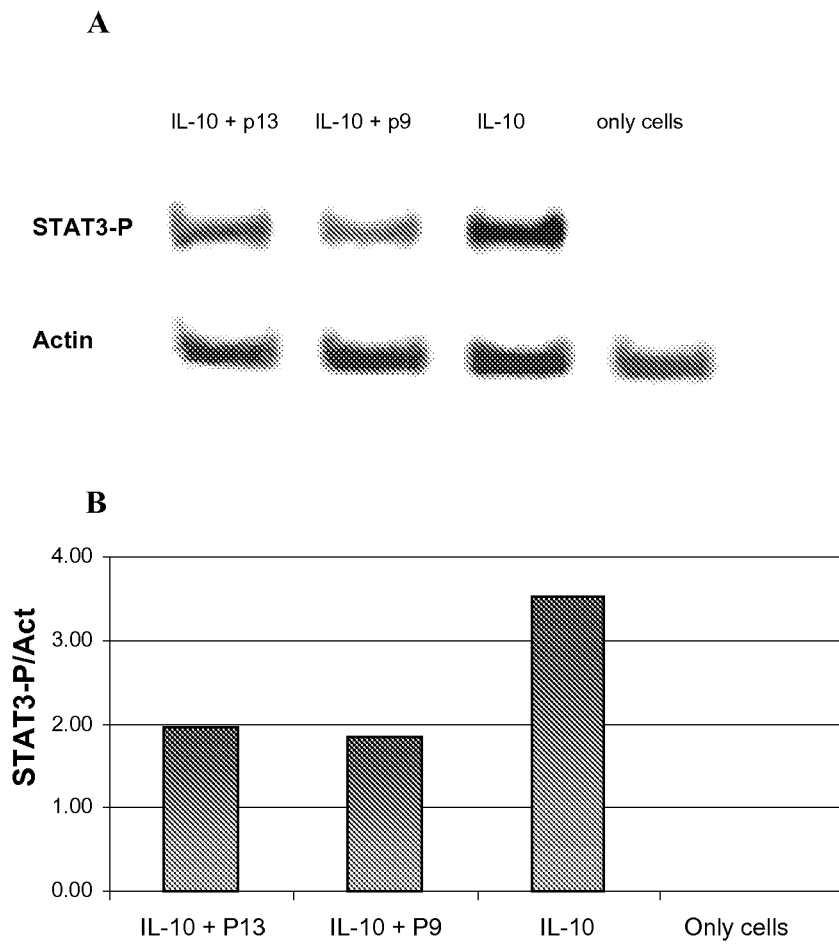 A
IL-10 + p13 IL-10 + p9 IL-10 only cells
STAT3-P
Actin
B
4.00
3.00
2.00
1.00
0.00
STAT3-P/Act
IL-10 + P13 IL-10 + P9 IL-10 Only cells